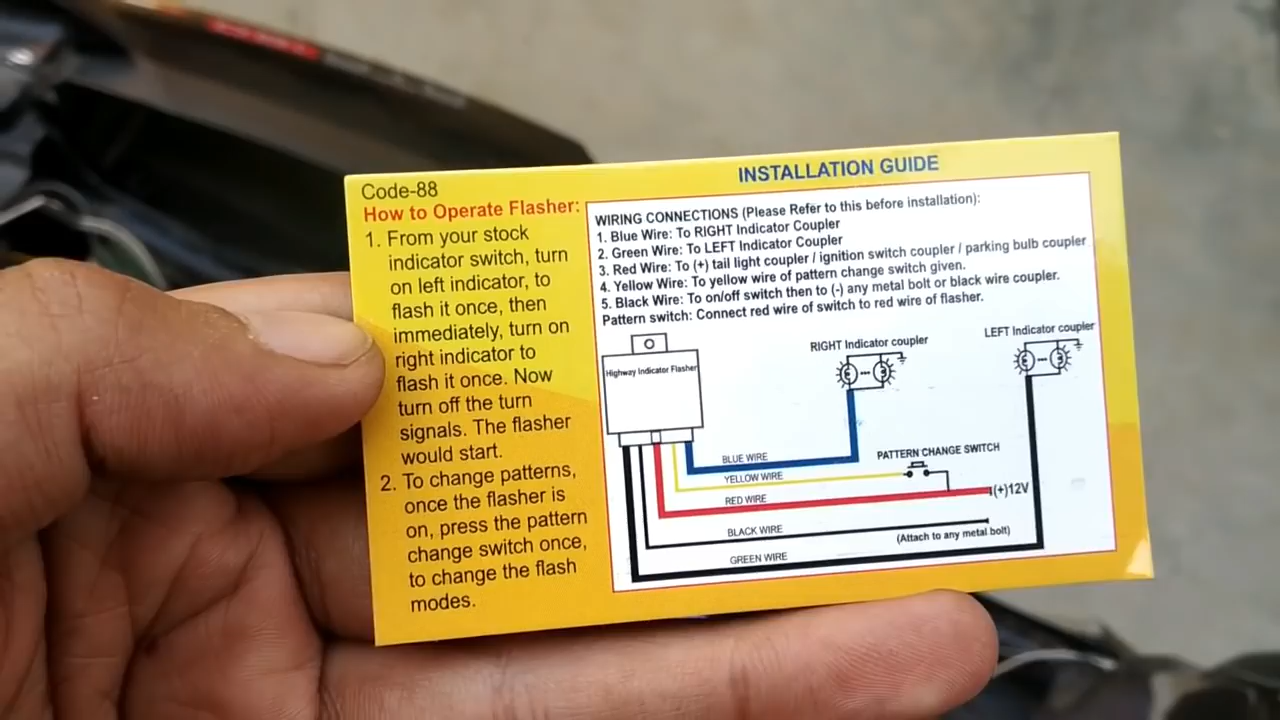 Code-88
How to Operate Flasher:
1. From your stock
indicator switch, turn
on left indicator, to
flash it once, then
immediately, turn on
right indicator to
flash it once. Now
turn off the turn
signals. The flasher
would start.
2. To change patterns,
once the flasher is
on, press the pattern
change switch once,
to change the flash
modes.
INSTALLATION GUIDE
WIRING CONNECTIONS (Please Refer to this before installation):
1. Blue Wire: To RIGHT Indicator Coupler
2. Green Wire: To LEFT Indicator Coupler
3. Red Wire: To (+) tail light coupler / ignition switch coupler / parking bulb coupler
4. Yellow Wire: To yellow wire of pattern change switch given.
5. Black Wire: To on/off switch then to (-) any metal bolt or black wire coupler.
Pattern switch: Connect red wire of switch to red wire of flasher.
Highway Indicator Flasher
RIGHT Indicator coupler
LEFT Indicator coupler
BLUE WIRE
PATTERN CHANGE SWITCH
YELLOW WIRE
RED WIRE
(+)12V
BLACK WIRE
(Attach to any metal bolt)
GREEN WIRE